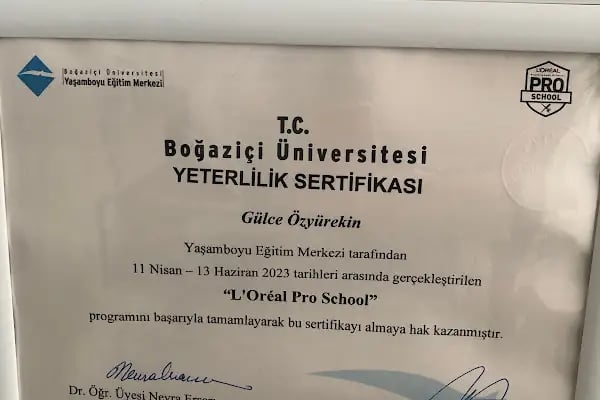 Boğaziçi Üniversitesi
Yaşamboyu Eğitim Merkezi
L'ORÉAL
PRO
SCHOOL
T.C.
Boğaziçi Üniversitesi
YETERLİLİK SERTİFİKASI
Gülce Özyürekin
Yaşamboyu Eğitim Merkezi tarafından
11 Nisan – 13 Haziran 2023 tarihleri arasında gerçekleştirilen
“L'Oréal Pro School”
programını başarıyla tamamlayarak bu sertifikayı almaya hak kazanmıştır.
Dr. Öğr. Üyesi Nevra